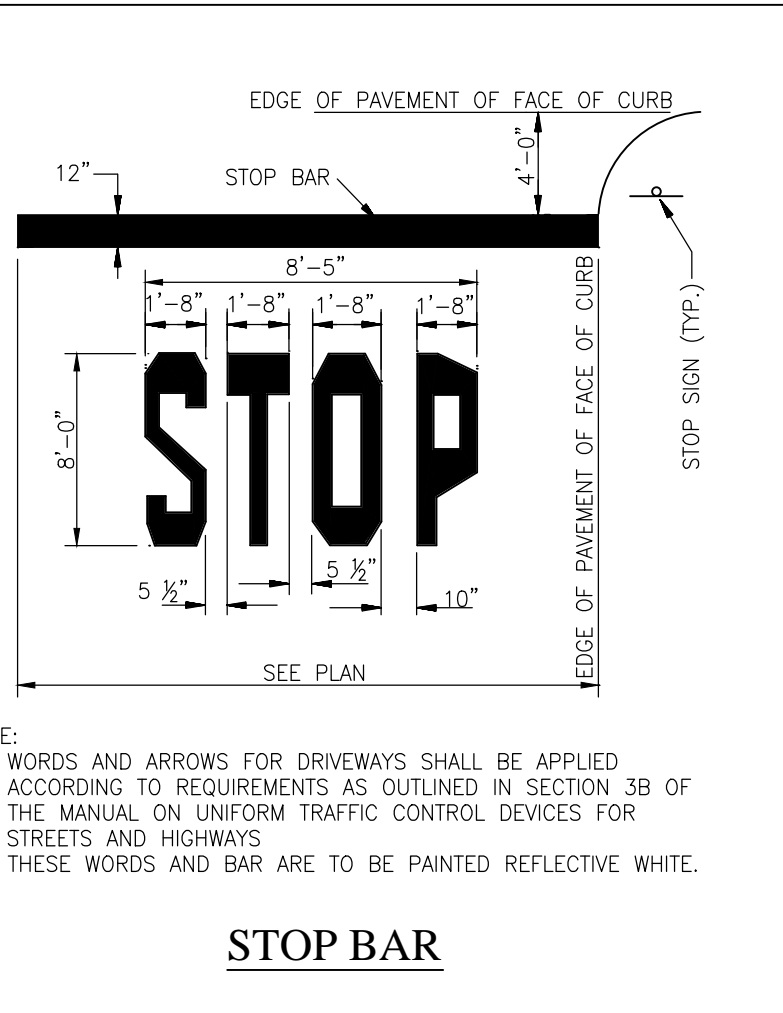 EDGE OF PAVEMENT OF FACE OF CURB
12"
STOP BAR
4'-0"
8'-5"
1'-8" 1'-8" 1'-8" 1'-8"
STOP
8'-0"
EDGE OF PAVEMENT OF FACE OF CURB
STOP SIGN (TYP.)
5 ½"
5 ½"
10"
SEE PLAN
E:
WORDS AND ARROWS FOR DRIVEWAYS SHALL BE APPLIED
ACCORDING TO REQUIREMENTS AS OUTLINED IN SECTION 3B OF
THE MANUAL ON UNIFORM TRAFFIC CONTROL DEVICES FOR
STREETS AND HIGHWAYS
THESE WORDS AND BAR ARE TO BE PAINTED REFLECTIVE WHITE.
STOP BAR